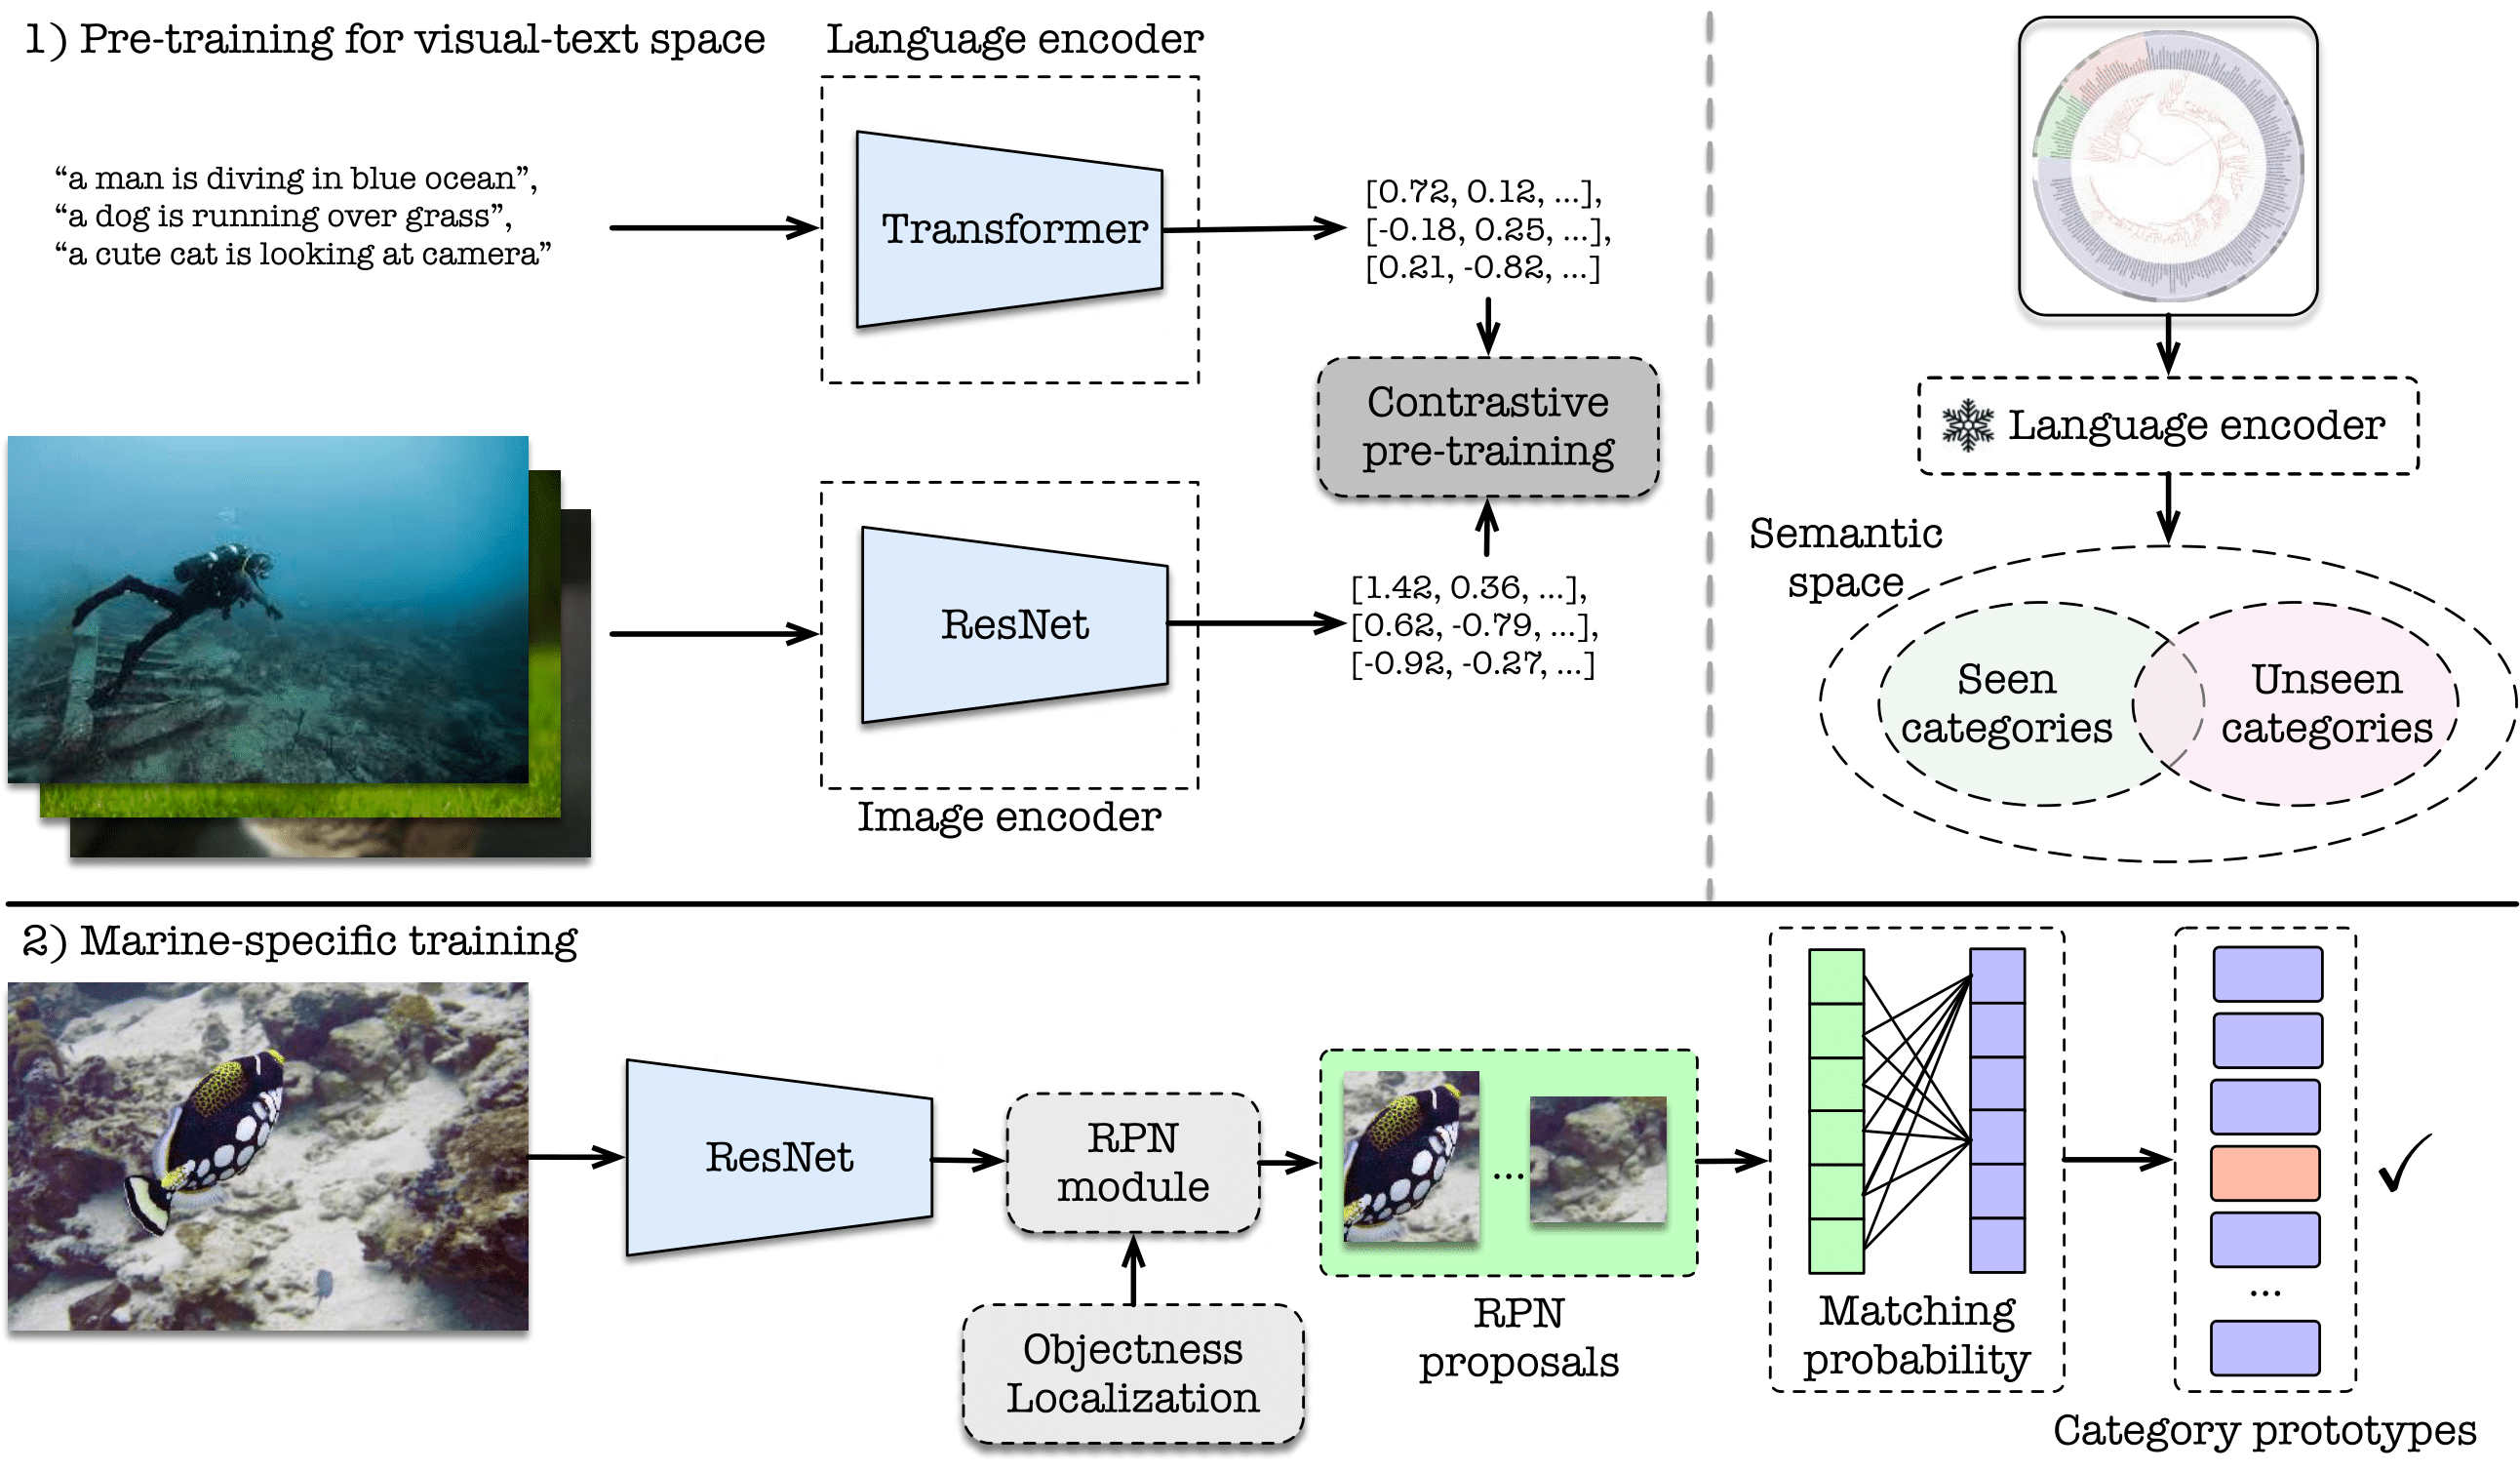 1) Pre-training for visual-text space
Language encoder
“a man is diving in blue ocean”,
“a dog is running over grass”,
“a cute cat is looking at camera”
Transformer
[0.72, 0.12, ...],
[-0.18, 0.25, ...],
[0.21, -0.82, ...]
Contrastive
pre-training
ResNet
[1.42, 0.36, ...],
[0.62, -0.79, ...],
[-0.92, -0.27, ...]
Image encoder
Language encoder
Semantic
space
Seen
categories
Unseen
categories
2) Marine-specific training
ResNet
RPN
module
Objectness
Localization
...
RPN
proposals
Matching
probability
...
Category prototypes